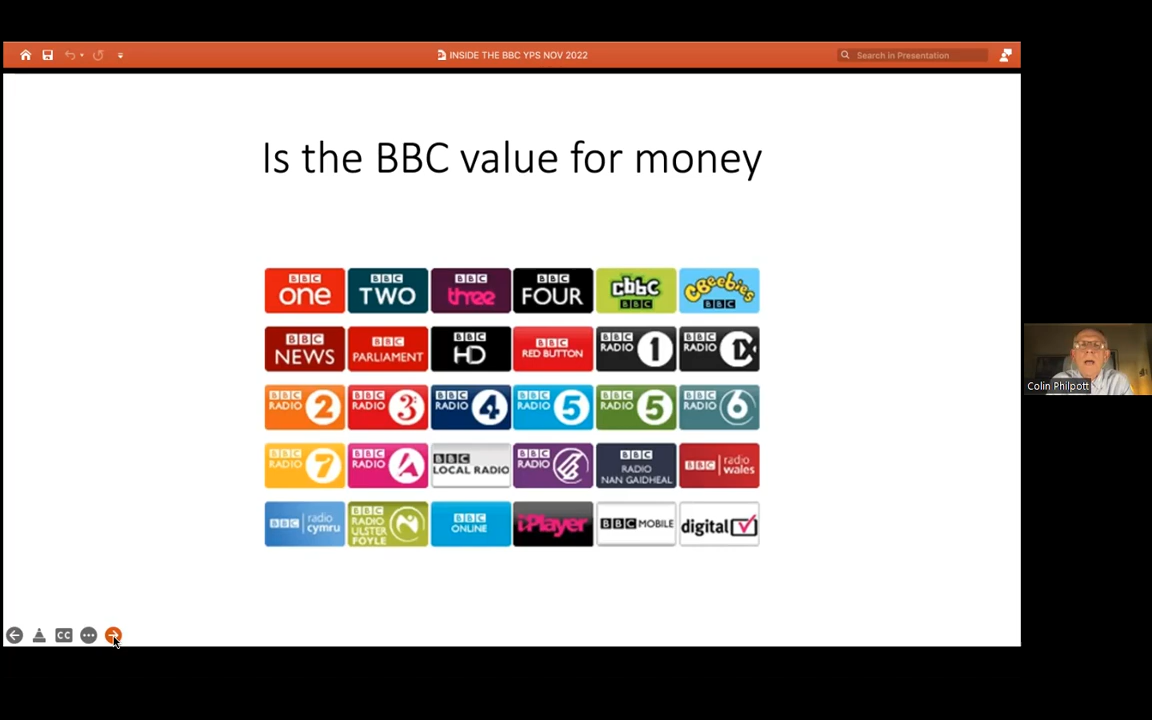 INSIDE THE BBC YPS NOV 2022
Search in Presentation
Is the BBC value for money
BBC one
BBC TWO
BBC three
BBC FOUR
cbbc BBC
CBeebies BBC
BBC NEWS
BBC PARLIAMENT
BBC HD
BBC RED BUTTON
BBC RADIO 1
BBC RADIO 1X
BBC RADIO 2
BBC RADIO 3
BBC RADIO 4
BBC RADIO 5
BBC RADIO 5
BBC RADIO 6
BBC RADIO 7
BBC RADIO A
BBC LOCAL RADIO
BBC RADIO
BBC RADIO NAN GAIDHEAL
BBC radio wales
BBC radio cymru
BBC RADIO ULSTER FOYLE
BBC ONLINE
iPlayer
BBC MOBILE
digital
Colin Philpott
CC